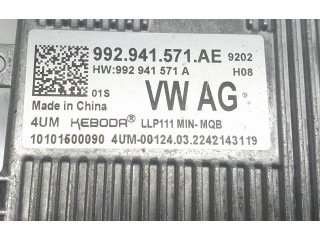 992.941.571.AE 9202
HW:992 941 571 A H08
01S
Made in China VW AG
4UM KEBODA® LLP111 MIN-MQB
10101500090 4UM-00124.03.2242143119